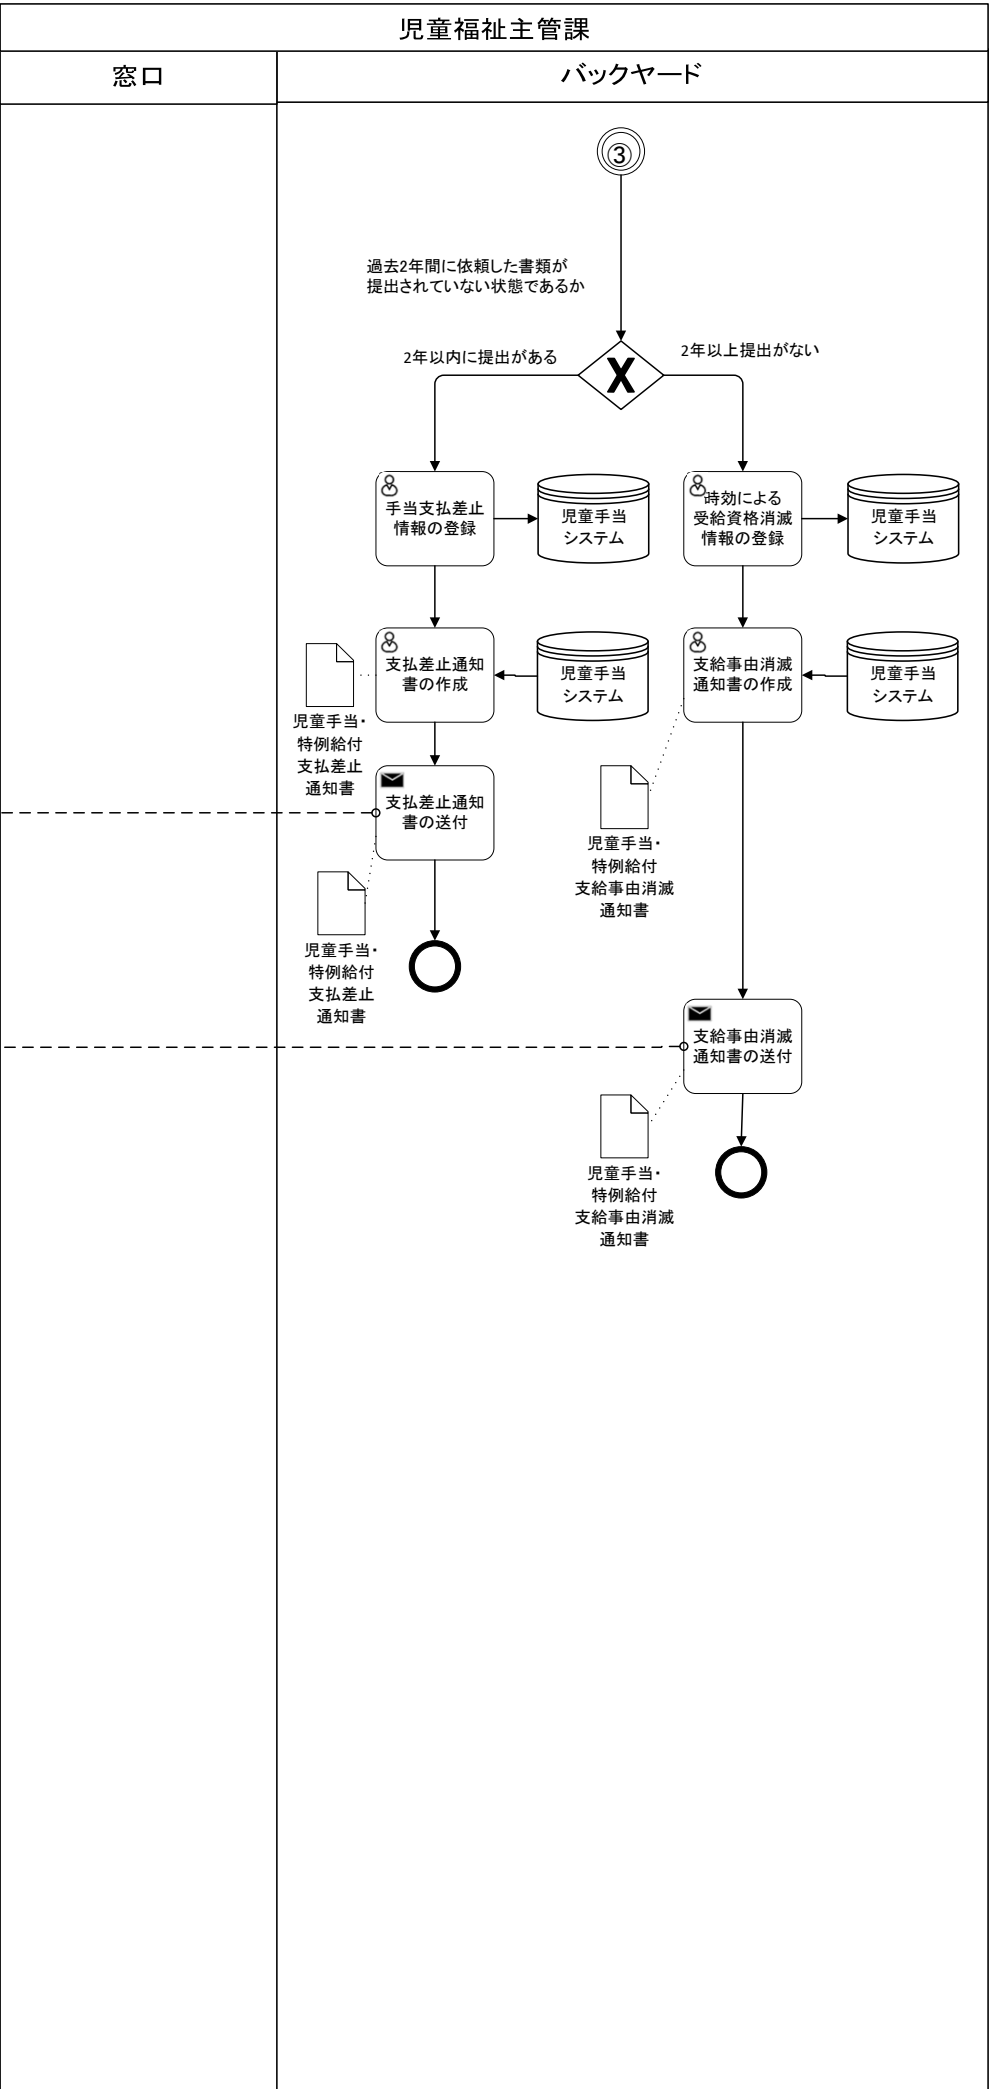 児童福祉主管課
窓口
バックヤード
③
過去2年間に依頼した書類が
提出されていない状態であるか
2年以内に提出がある
2年以上提出がない
X
手当支払差止
情報の登録
児童手当
システム
時効による
受給資格消滅
情報の登録
児童手当
システム
支払差止通知
書の作成
児童手当
システム
支給事由消滅
通知書の作成
児童手当
システム
児童手当・
特例給付
支払差止
通知書
支払差止通知
書の送付
児童手当・
特例給付
支給事由消滅
通知書
児童手当・
特例給付
支払差止
通知書
支給事由消滅
通知書の送付
児童手当・
特例給付
支給事由消滅
通知書